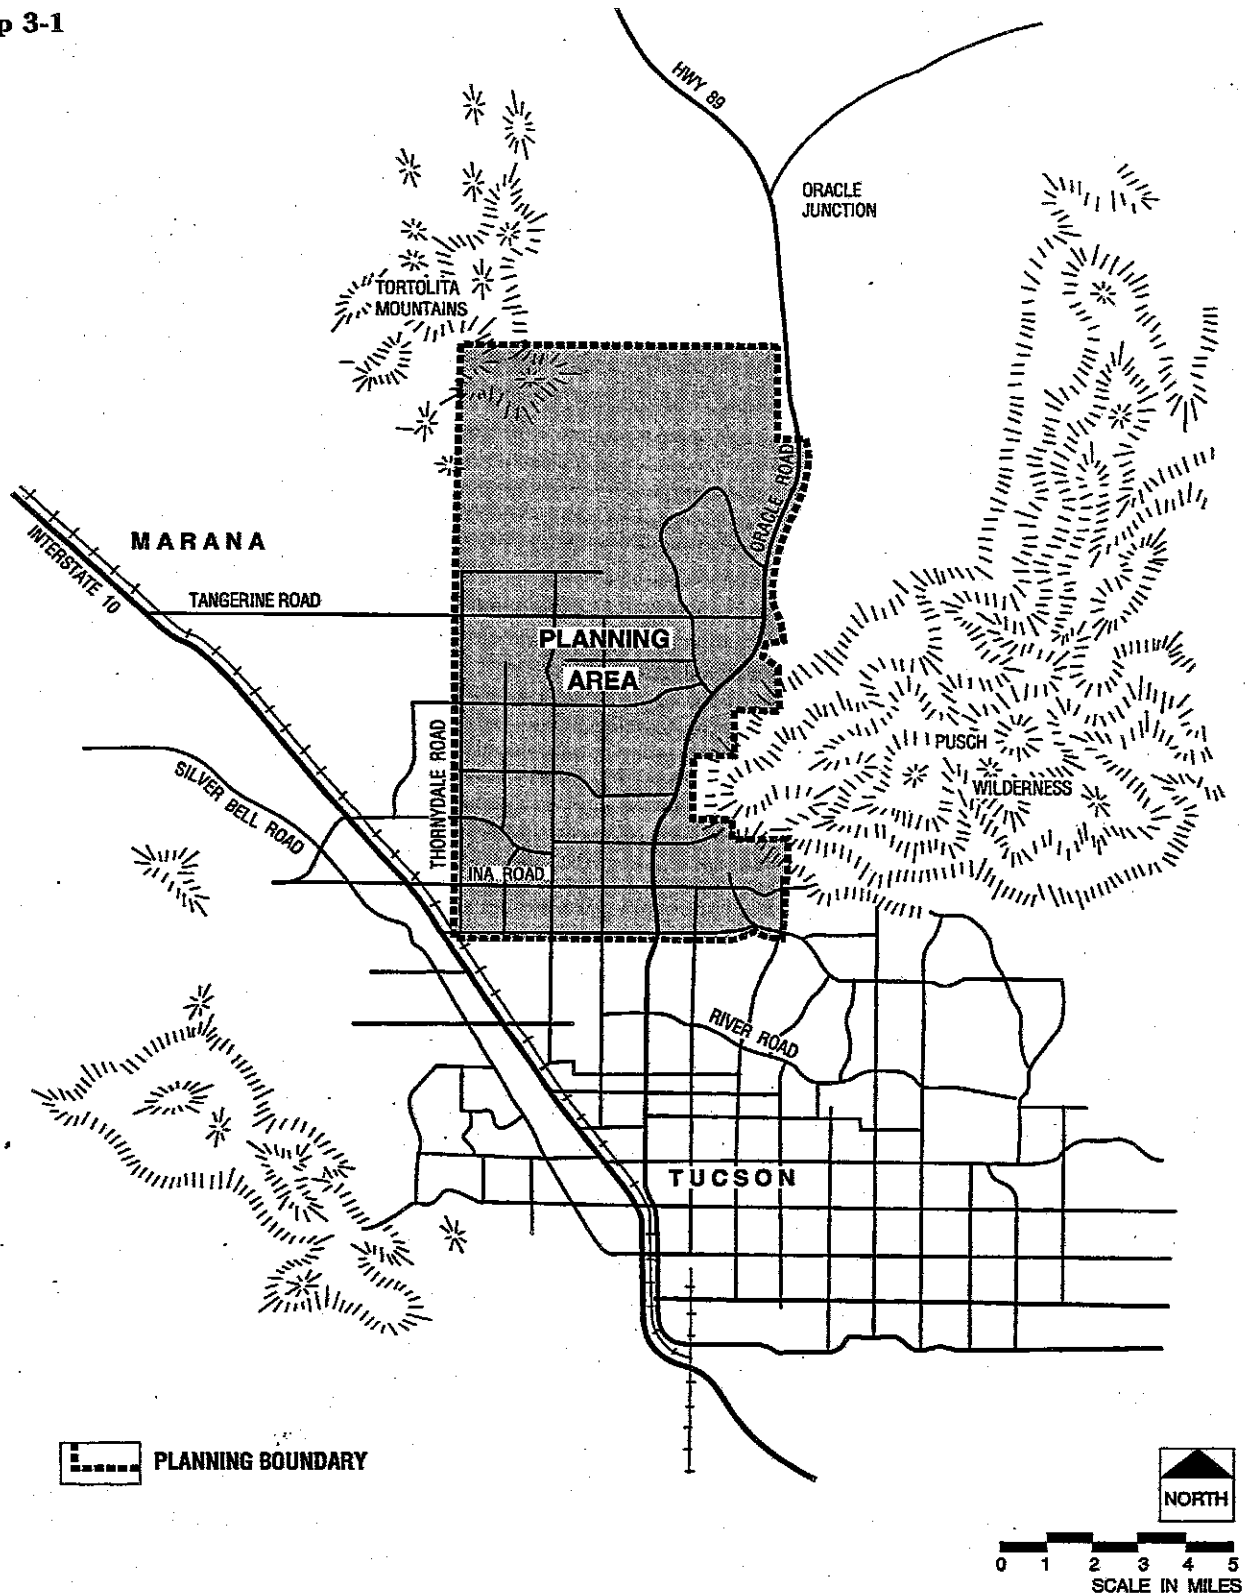 p 3-1
HWY 89
ORACLE
JUNCTION
TORTOLITA
MOUNTAINS
ORACLE ROAD
MARANA
INTERSTATE 10
TANGERINE ROAD
PLANNING
AREA
THORNYDALE ROAD
PUSCH
WILDERNESS
SILVER BELL ROAD
INA ROAD
RIVER ROAD
TUCSON
PLANNING BOUNDARY
NORTH
0 1 2 3 4 5
SCALE IN MILES